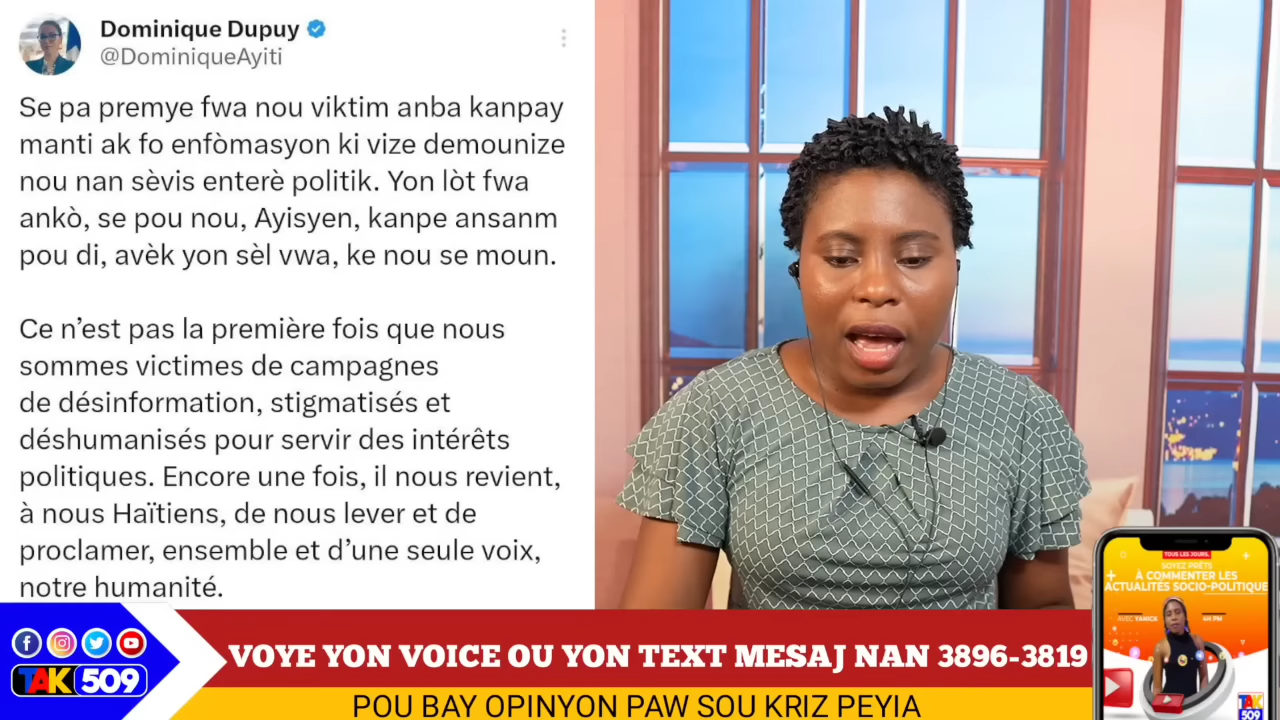 Dominique Dupuy
@DominiqueAyiti
Se pa premye fwa nou viktim anba kanpay
manti ak fo enfòmasyon ki vize demounize
nou nan sèvis enterè politik. Yon lòt fwa
ankò, se pou nou, Ayisyen, kanpe ansanm
pou di, avèk yon sèl vwa, ke nou se moun.
Ce n’est pas la première fois que nous
sommes victimes de campagnes
de désinformation, stigmatisés et
déshumanisés pour servir des intérêts
politiques. Encore une fois, il nous revient,
à nous Haïtiens, de nous lever et de
proclamer, ensemble et d’une seule voix,
notre humanité.
TOUS LES JOURS,
SOYEZ PRÊTS
À COMMENTER LES
ACTUALITÉS SOCIO-POLITIQUE
AVEC YANICK
4H PM
TAK 509
VOYE YON VOICE OU YON TEXT MESAJ NAN 3896-3819
POU BAY OPINYON PAW SOU KRIZ PEYIA
TAK
509